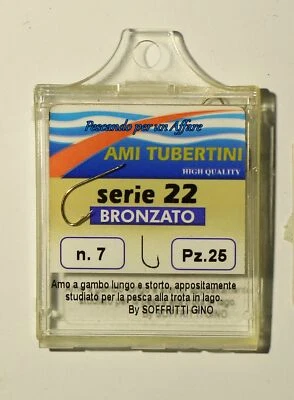 Pescando per un Affare
AMI TUBERTINI
HIGH QUALITY
serie 22
BRONZATO
n. 7
Pz.25
Amo a gambo lungo e storto, appositamente
studiato per la pesca alla trota in lago.
By SOFFRITTI GINO